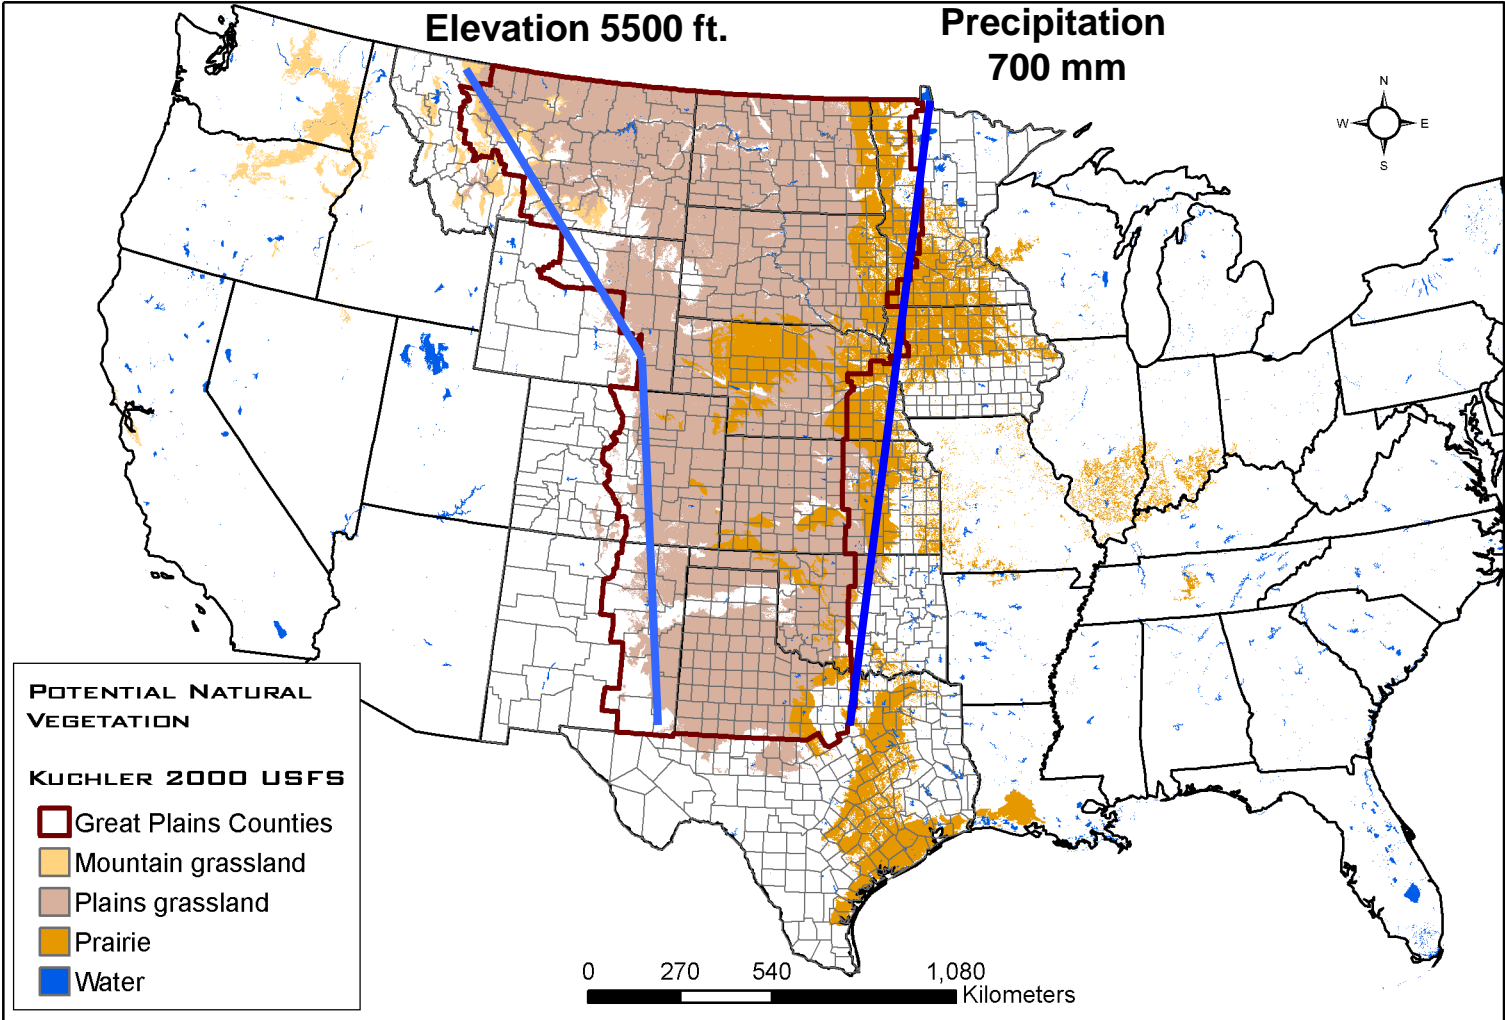 Elevation 5500 ft.
Precipitation
700 mm
N
W
E
S
POTENTIAL NATURAL
VEGETATION
KUCHLER 2000 USFS
Great Plains Counties
Mountain grassland
Plains grassland
Prairie
Water
0 270 540 1,080
Kilometers